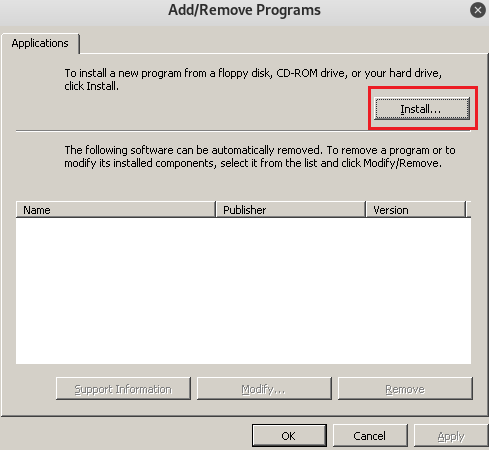 Add/Remove Programs
Applications
To install a new program from a floppy disk, CD-ROM drive, or your hard drive,
click Install.
Install...
The following software can be automatically removed. To remove a program or to
modify its installed components, select it from the list and click Modify/Remove.
Name Publisher Version
Support Information Modify... Remove
OK Cancel Apply